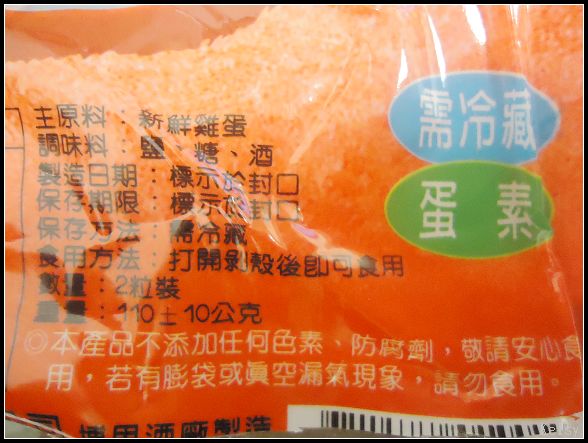 主原料：新鮮雞蛋
調味料：鹽、糖、酒
製造日期：標示於封口
保存期限：標示於封口
保存方法：需冷藏
食用方法：打開剝殼後即可食用
數量：2粒裝
重量：110±10公克
需冷藏
蛋素
◎本產品不添加任何色素、防腐劑，敬請安心食
用，若有膨袋或真空漏氣現象，請勿食用。
酒廠製造